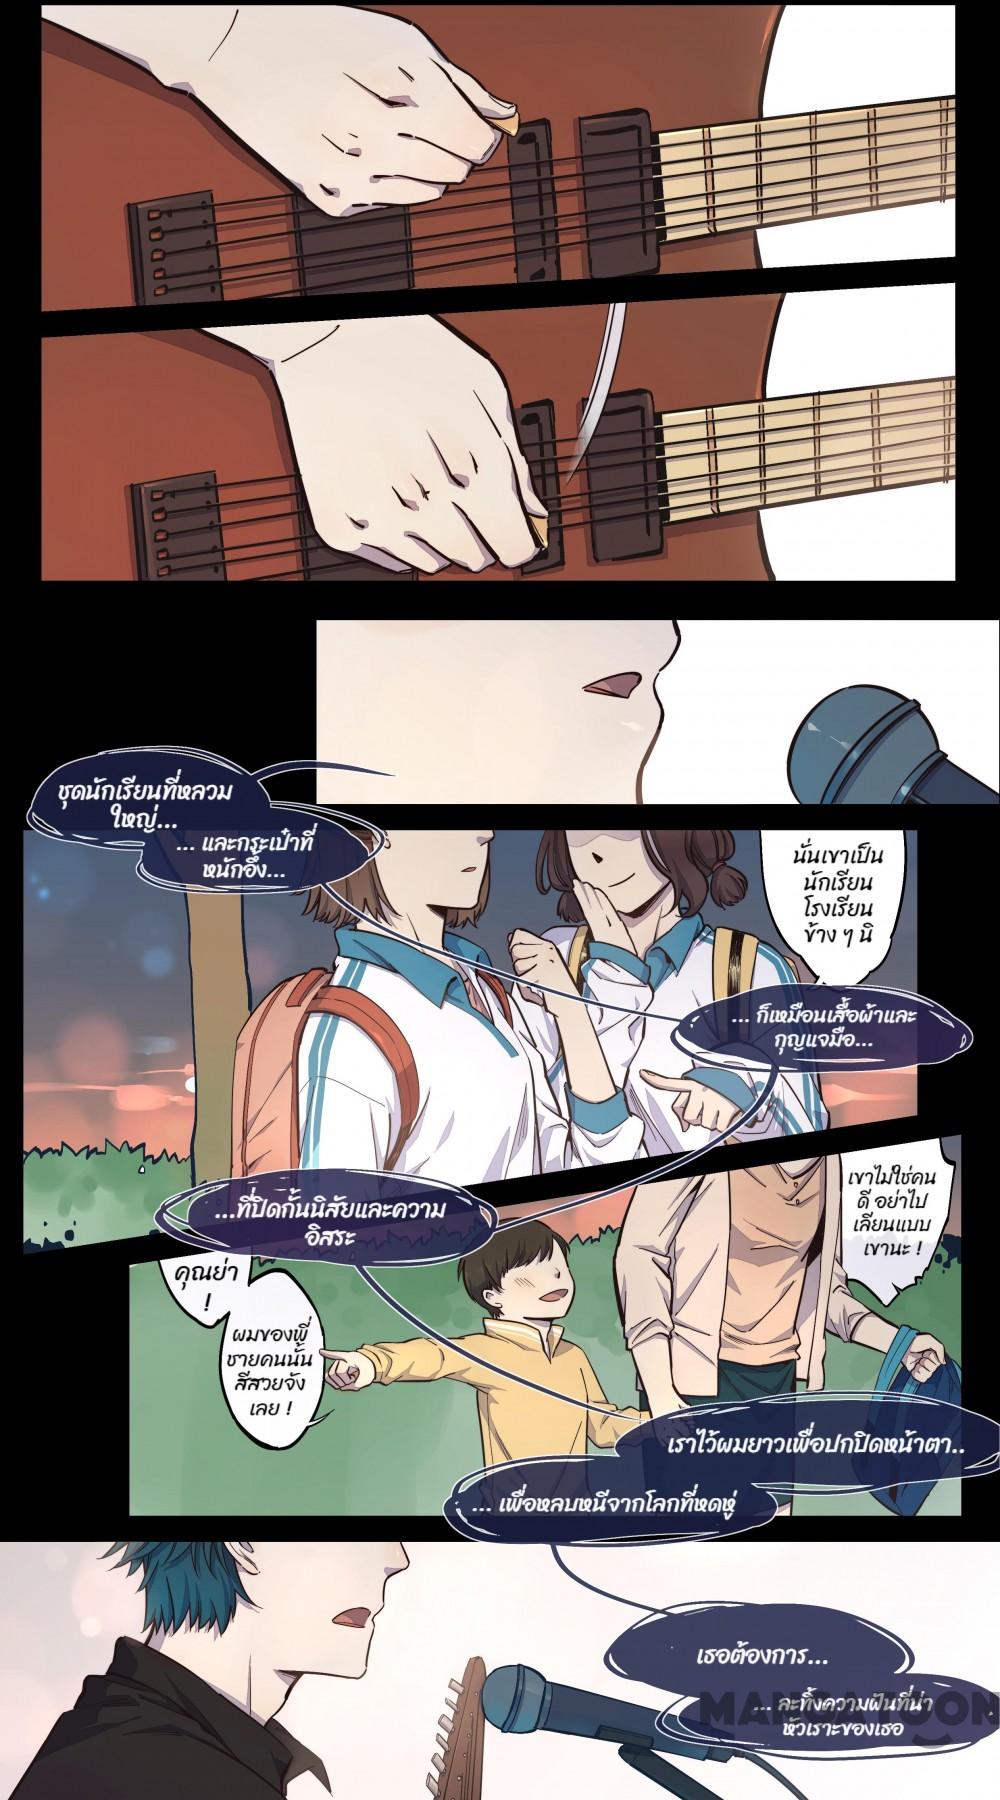 ชุดนักเรียนที่หลวม
ใหญ่...
... และกระเป๋าที่
หนักอึ้ง...
นั่นเขาเป็น
นักเรียน
โรงเรียน
ข้าง ๆ นิ
... ก็เหมือนเสื้อผ้าและ
กุญแจมือ...
...ที่ปิดกั้นนิสัยและความ
อิสระ
เขาไม่ใช่คน
ดี อย่าไป
เลียนแบบ
เขานะ !
คุณย่า
!
ผมของพี่
ชายคนนั้น
สีสวยจัง
เลย !
เราไว้ผมยาวเพื่อปกปิดหน้าตา..
... เพื่อหลบหนีจากโลกที่หดหู่
เธอต้องการ...
... ละทิ้งความฝันที่น่า
หัวเราะของเธอ
MANGATOON